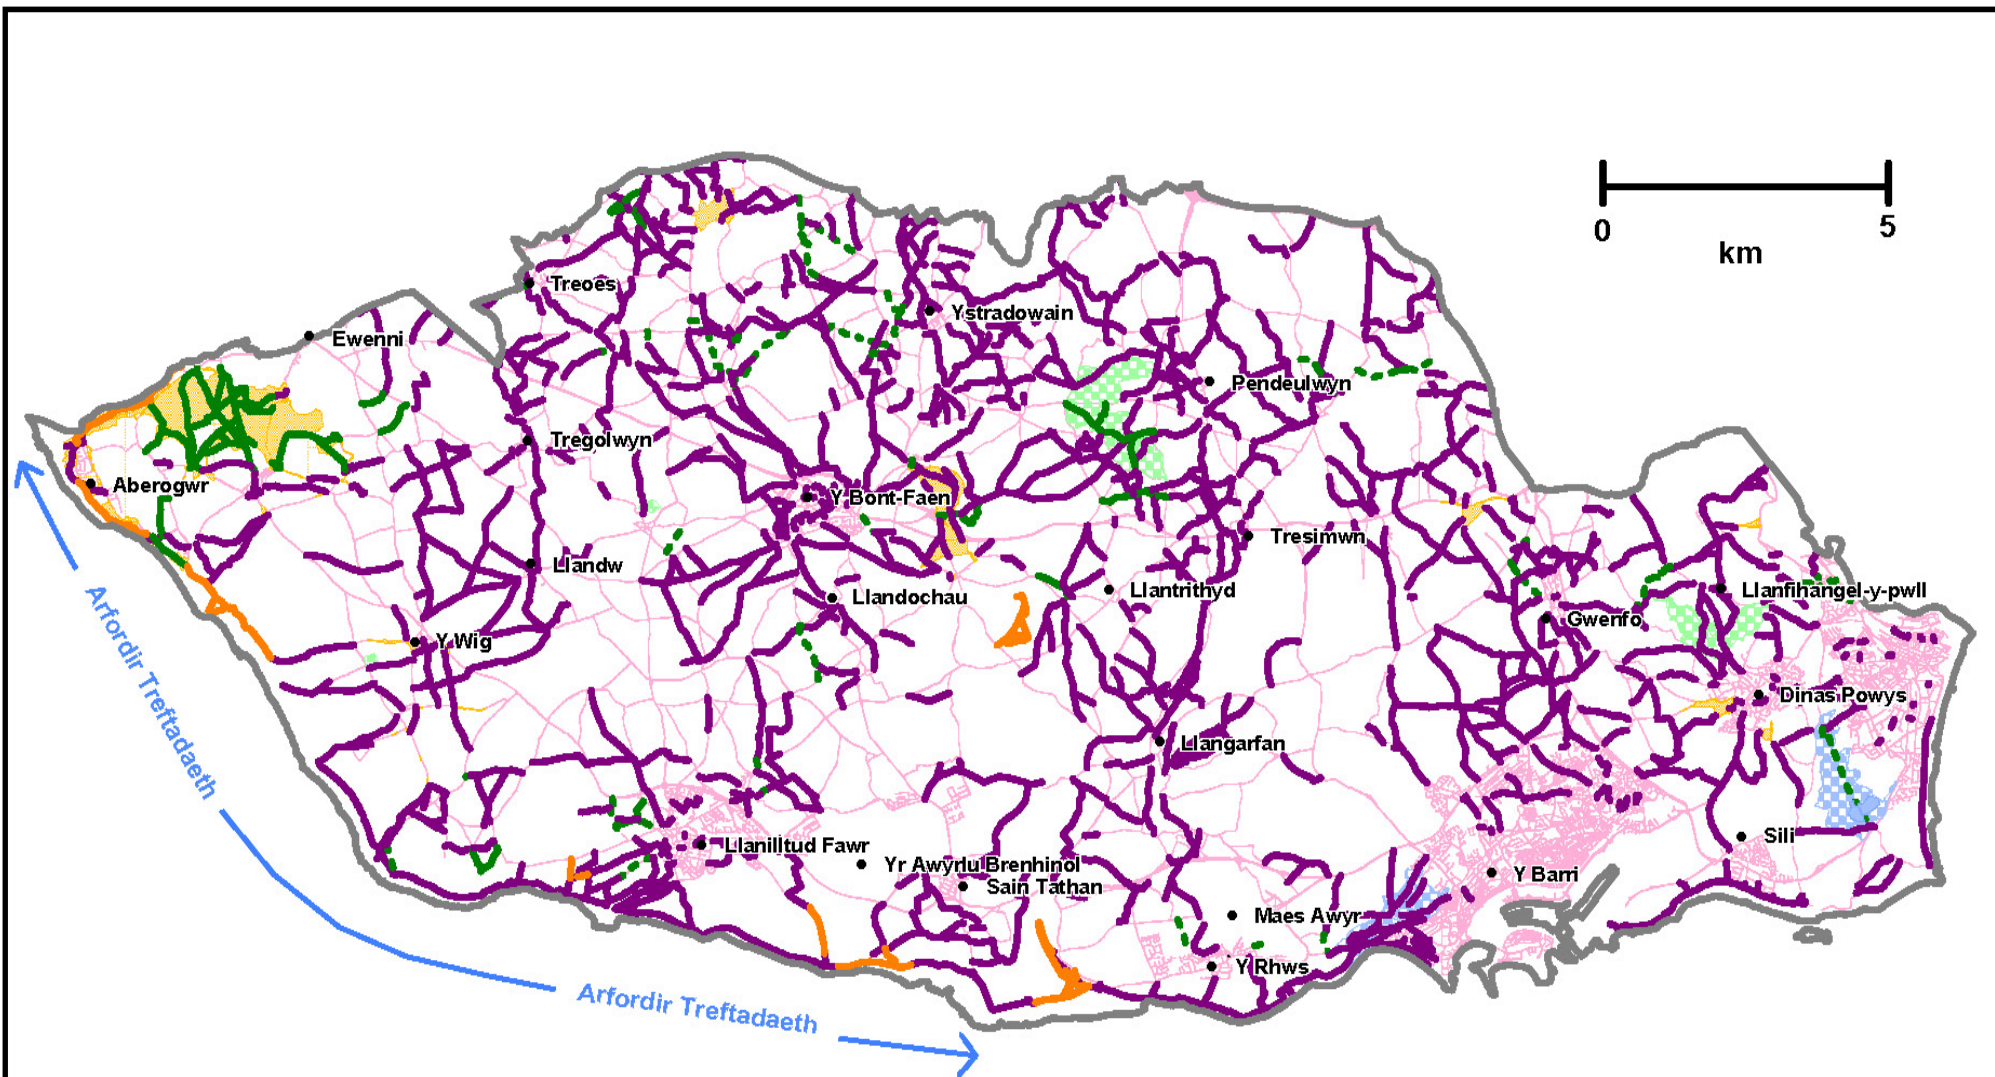 0
5
km
Treoes
Ystradowain
Ewenni
Pendeulwyn
Tregolwyn
Aberogwr
Y Bont-Faen
Tresimwn
Llandw
Llandochau
Llantrithyd
Llanfihangel-y-pwll
Gwenfo
Y Wig
Dinas Powys
Llangarfan
Arfordir Treftadaeth
Llanilltud Fawr
Yr Awyrlu Brenhinol
Sain Tathan
Sili
Y Barri
Maes Awyr
Y Rhws
Arfordir Treftadaeth